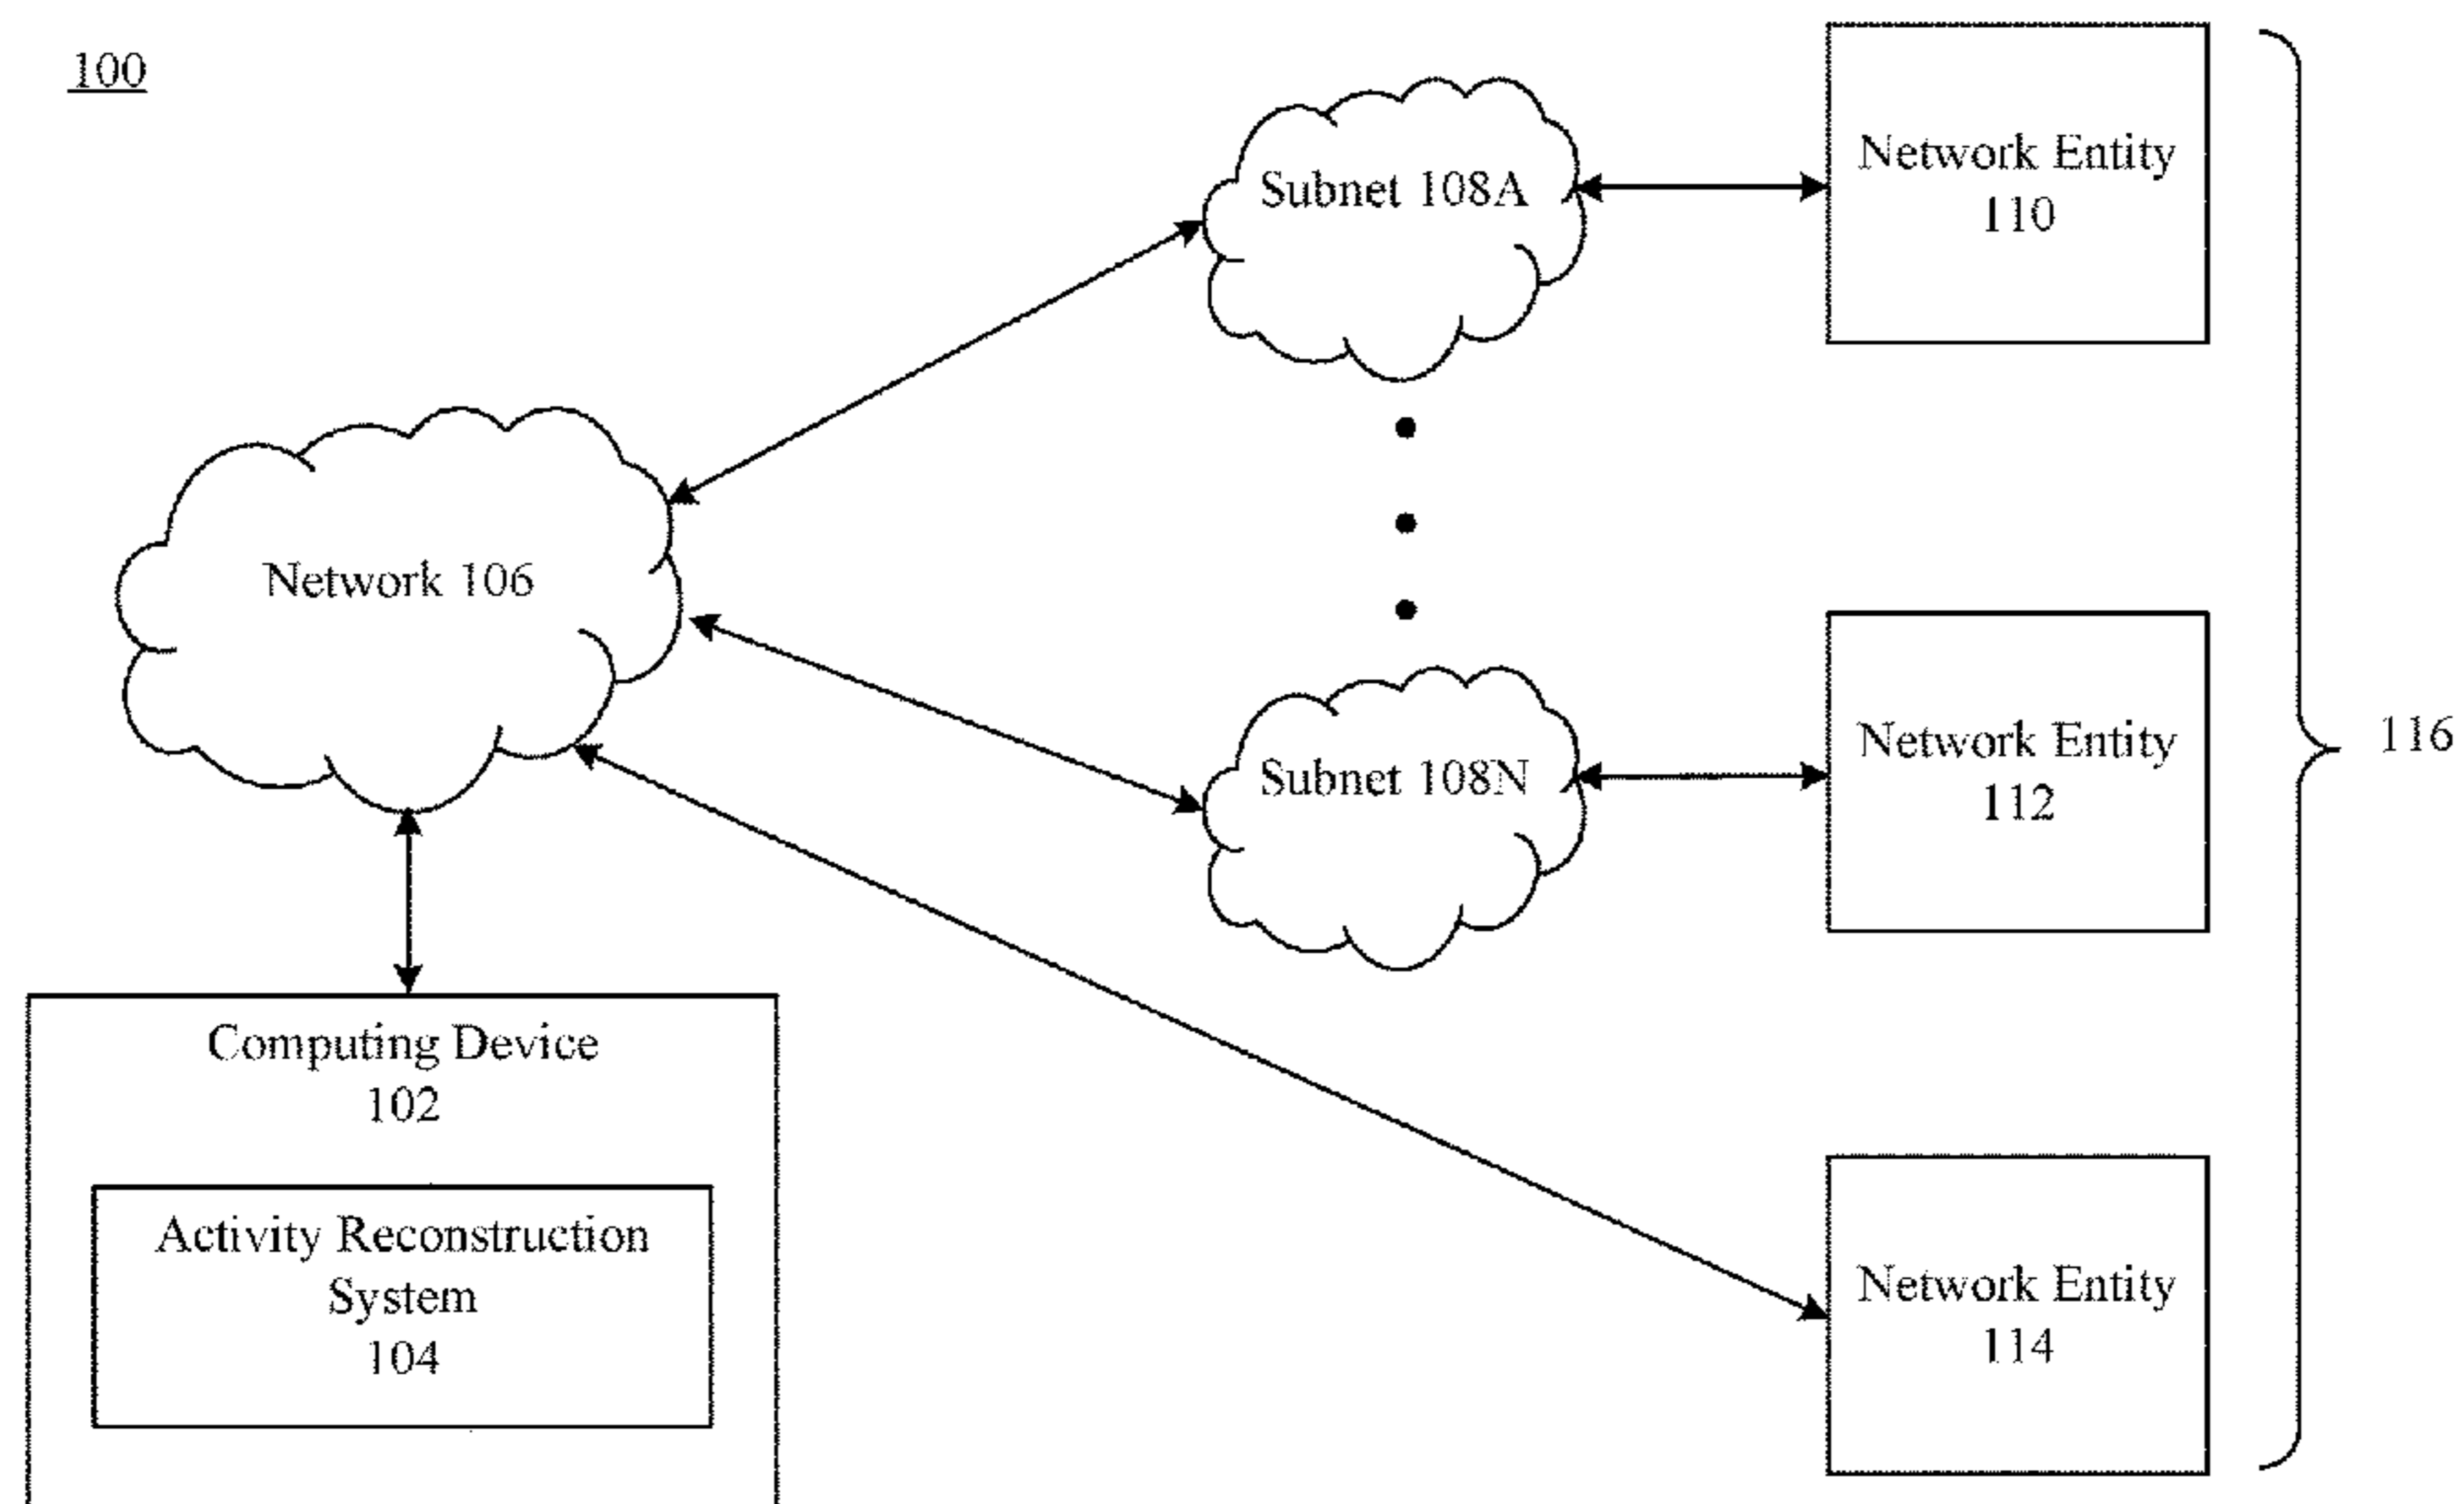 100
Subnet 108A
Network Entity
110
Network 106
Subnet 108N
Network Entity
112
116
Computing Device
102
Activity Reconstruction
System
104
Network Entity
114